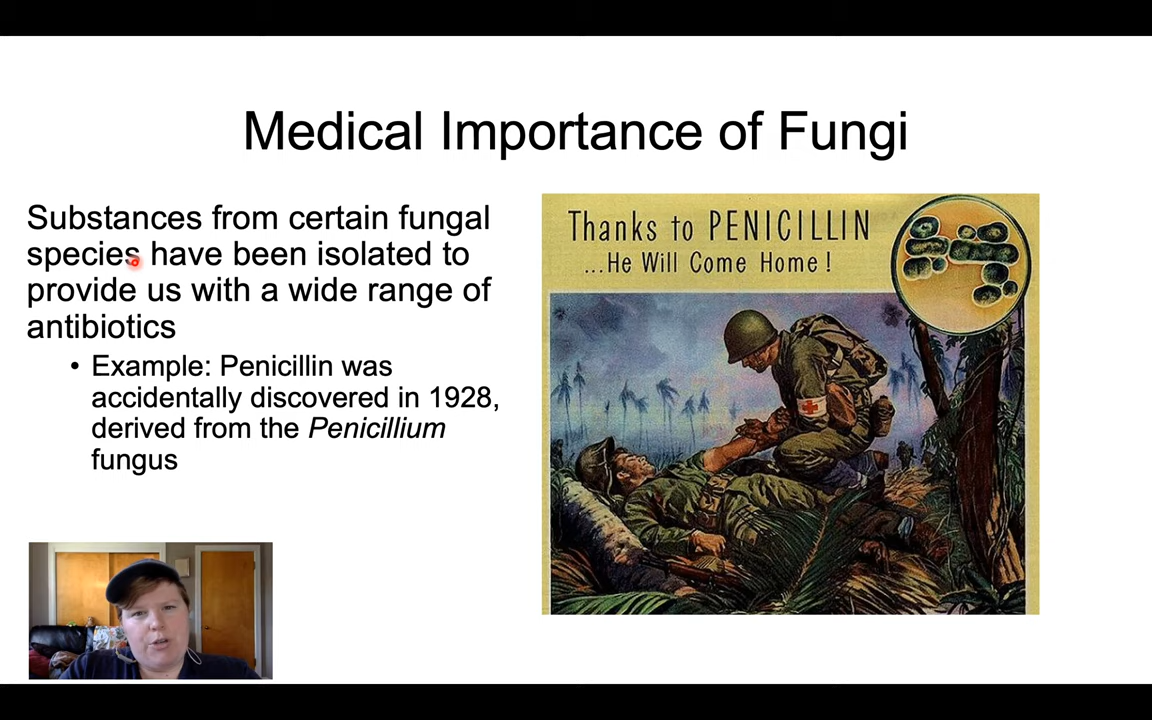 Medical Importance of Fungi
Substances from certain fungal
species have been isolated to
provide us with a wide range of
antibiotics
• Example: Penicillin was
accidentally discovered in 1928,
derived from the Penicillium
fungus
Thanks to PENICILLIN
...He Will Come Home!